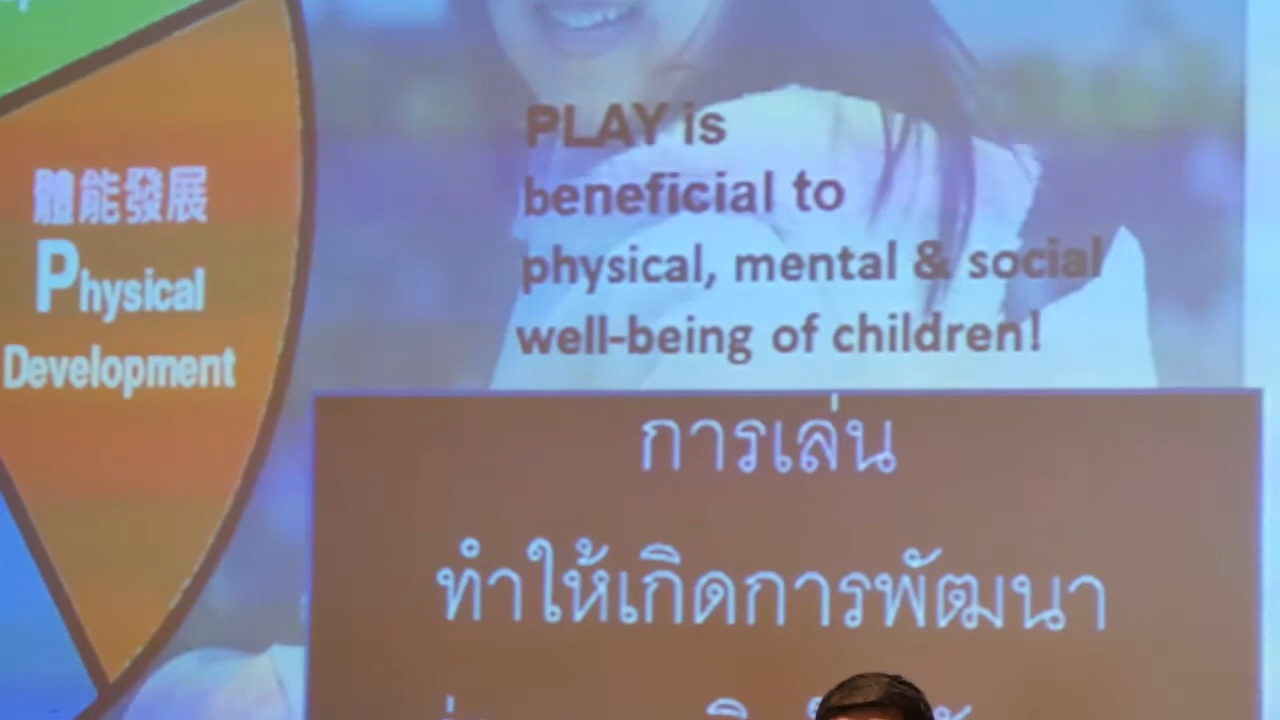 體能發展
Physical
Development
PLAY is
beneficial to
physical, mental & social
well-being of children!
การเล่น
ทำให้เกิดการพัฒนา